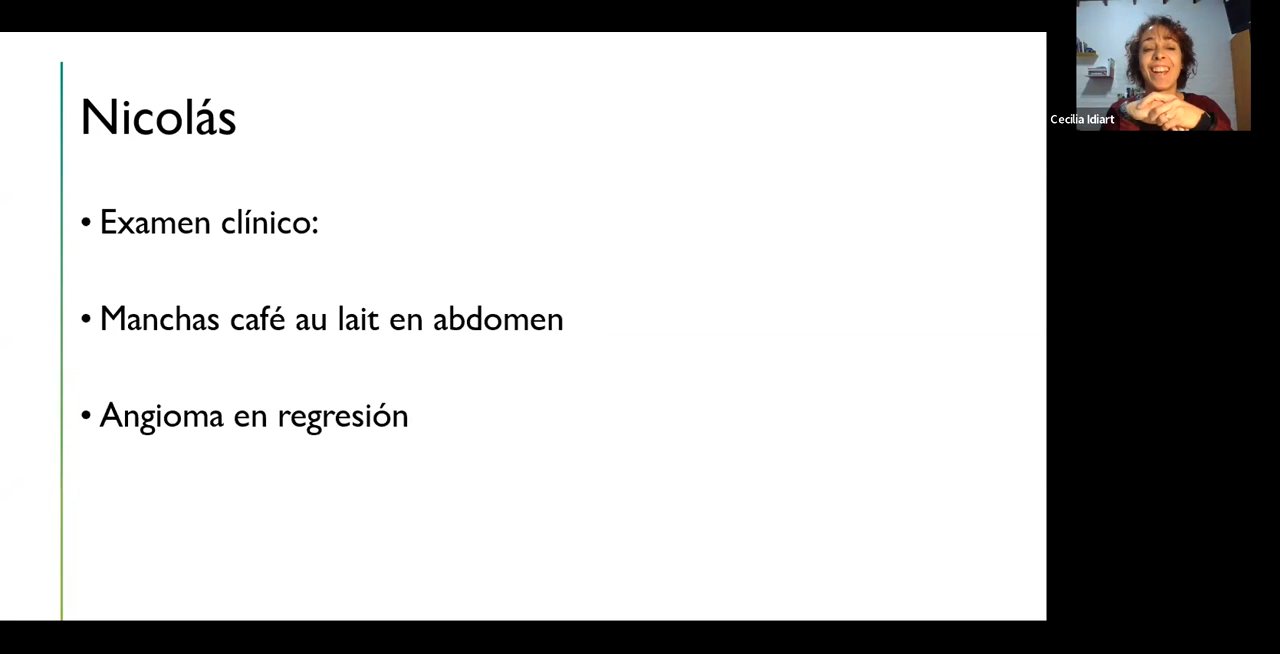 Nicolás
• Examen clínico:
• Manchas café au lait en abdomen
• Angioma en regresión
Cecilia Idiart